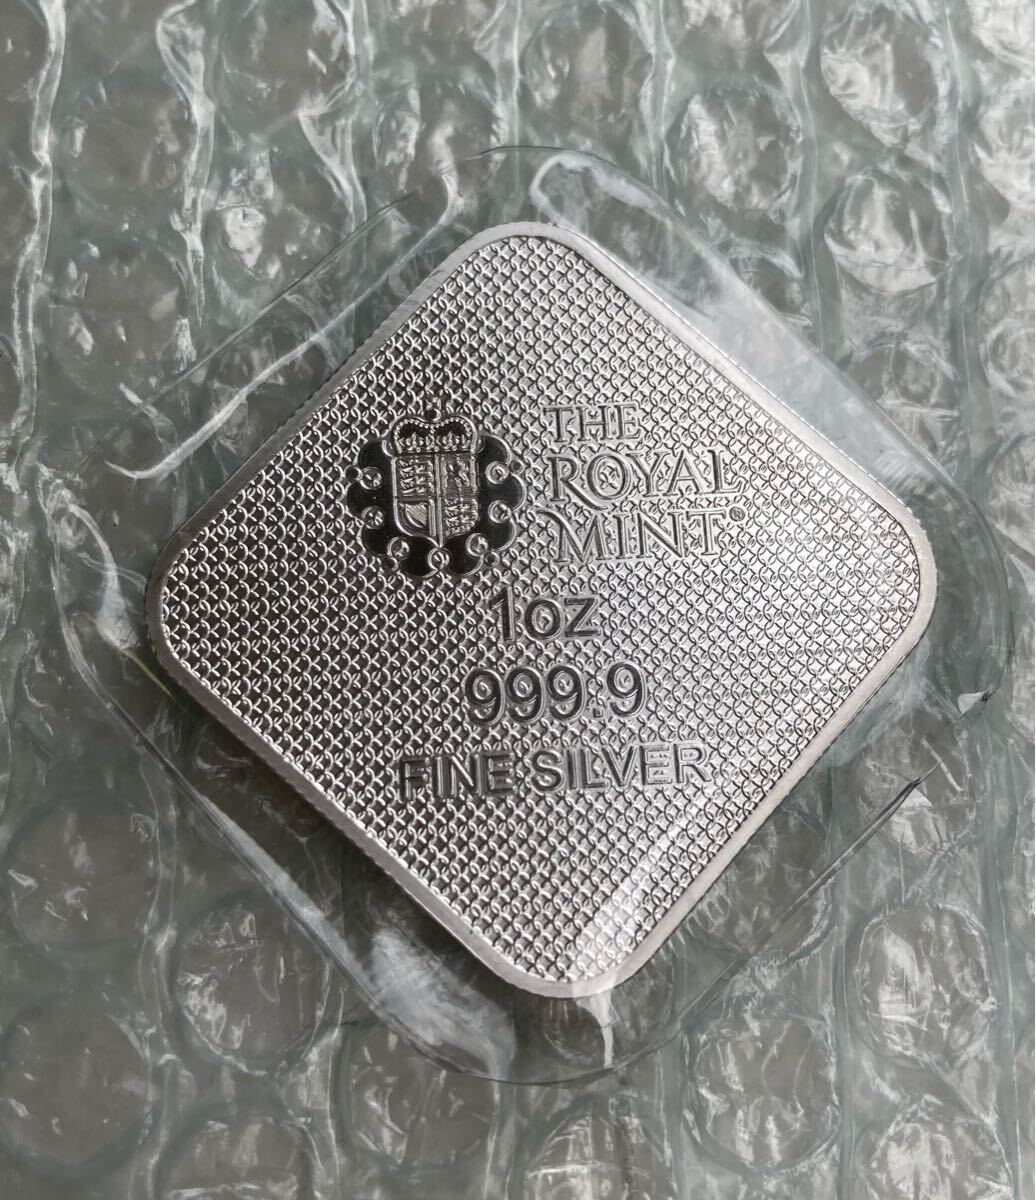 THE
ROYAL
MINT®
1oz
999.9
FINE SILVER